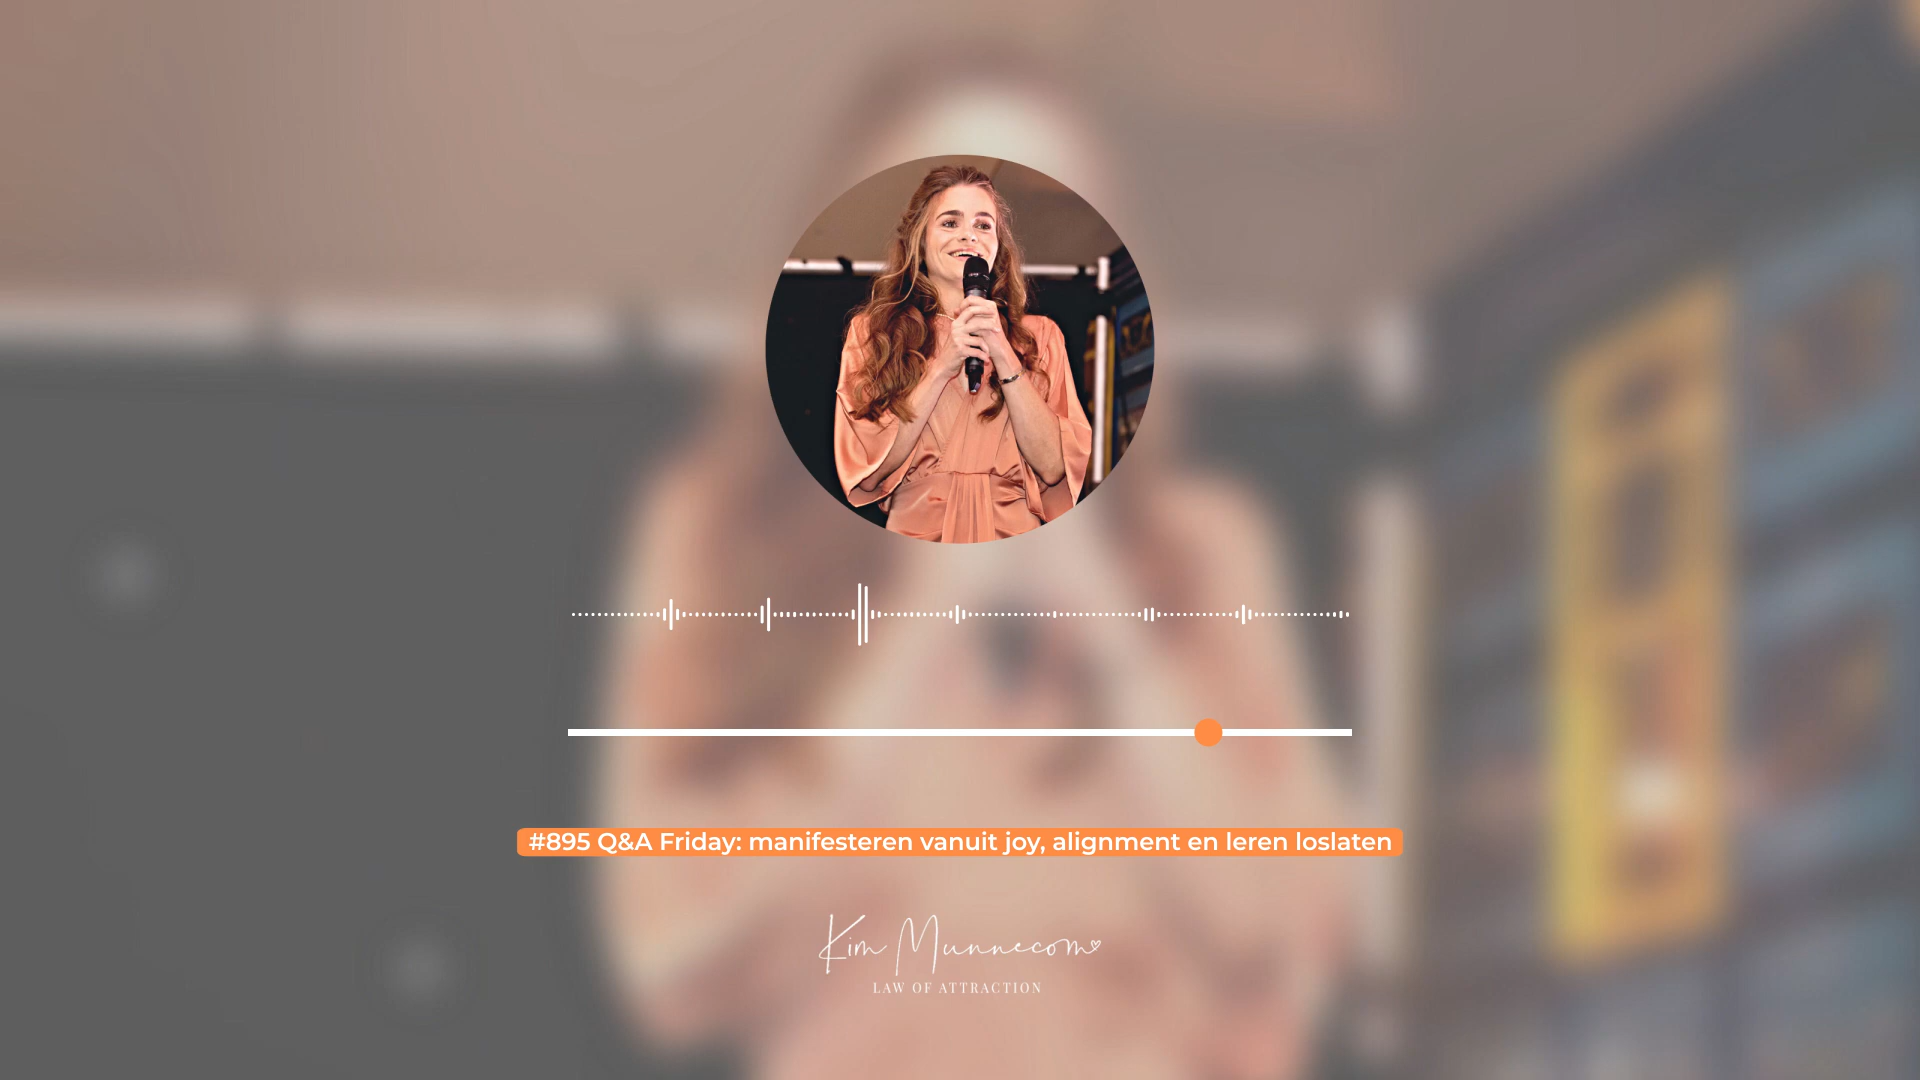 #895 Q&A Friday: manifesteren vanuit joy, alignment en leren loslaten
Kim Munnecom
LAW OF ATTRACTION